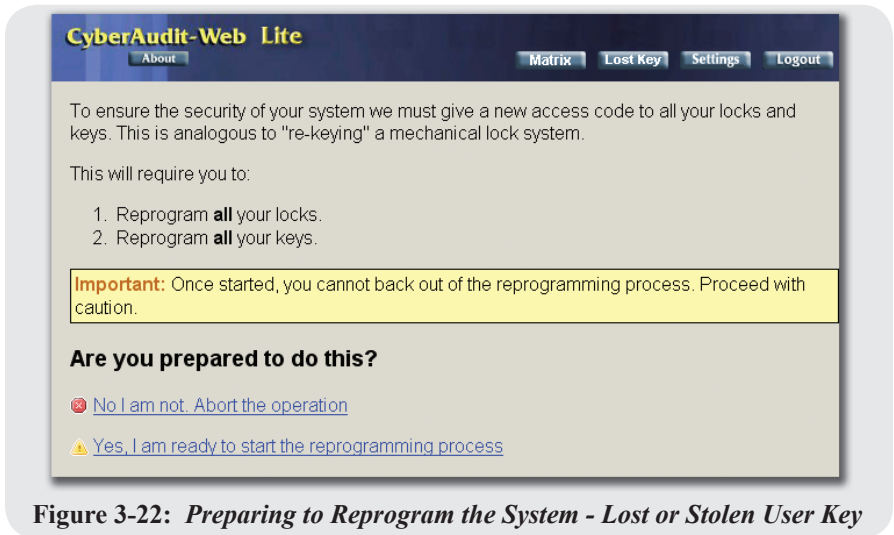 CyberAudit-Web Lite
About
Matrix Lost Key Settings Logout
To ensure the security of your system we must give a new access code to all your locks and
keys. This is analogous to "re-keying" a mechanical lock system.
This will require you to:
1. Reprogram all your locks.
2. Reprogram all your keys.
Important: Once started, you cannot back out of the reprogramming process. Proceed with
caution.
Are you prepared to do this?
No I am not. Abort the operation
Yes, I am ready to start the reprogramming process
Figure 3-22: Preparing to Reprogram the System - Lost or Stolen User Key